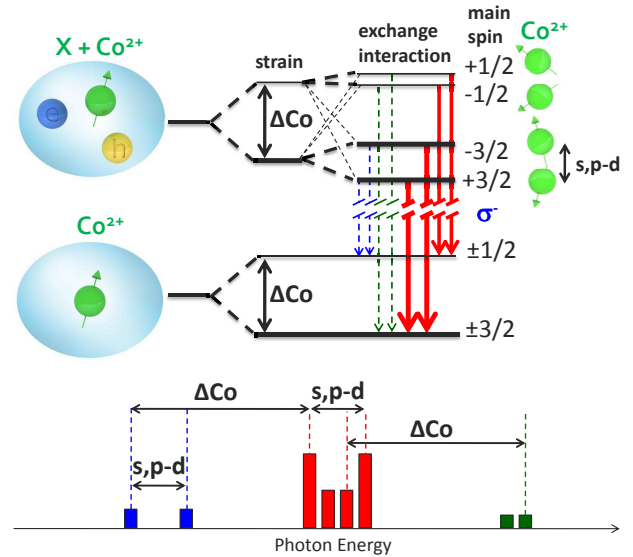 X + Co²⁺
strain
exchange
interaction
main
spin
Co²⁺
e
h
ΔCo
+1/2
-1/2
-3/2
+3/2
s,p-d
σ⁻
Co²⁺
ΔCo
±1/2
±3/2
ΔCo
s,p-d
ΔCo
s,p-d
Photon Energy